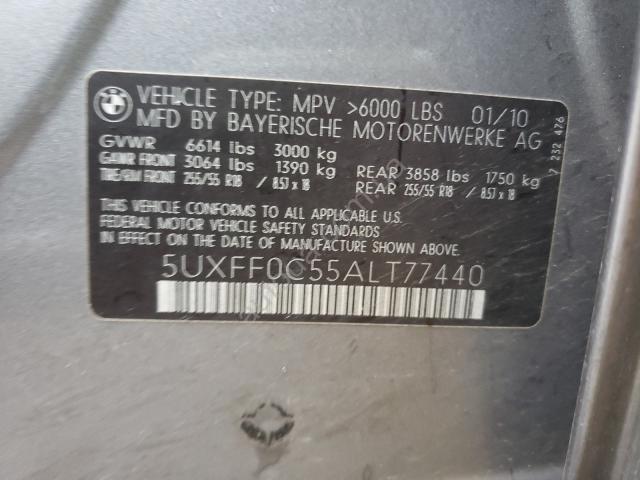 VEHICLE TYPE: MPV >6000 LBS 01/10
MFD BY BAYERISCHE MOTORENWERKE AG
GVWR 6614 lbs 3000 kg
GAWR FRONT 3064 lbs 1390 kg REAR 3858 lbs 1750 kg
TIRE-RIM FRONT 255/55 R18 / 8.5J x 18 REAR 255/55 R18 / 8.5J x 18
THIS VEHICLE CONFORMS TO ALL APPLICABLE U.S.
FEDERAL MOTOR VEHICLE SAFETY STANDARDS
IN EFFECT ON THE DATE OF MANUFACTURE SHOWN ABOVE.
5UXFF0C55ALT77440
7 232 476